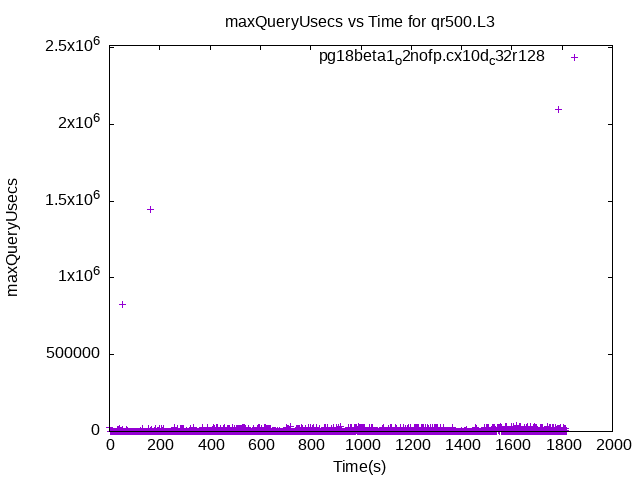 maxQueryUsecs vs Time for qr500.L3
pg18beta1_o2nofp.cx10d_c32r128
maxQueryUsecs
2.5x10^6
2x10^6
1.5x10^6
1x10^6
500000
0
0 200 400 600 800 1000 1200 1400 1600 1800 2000
Time(s)